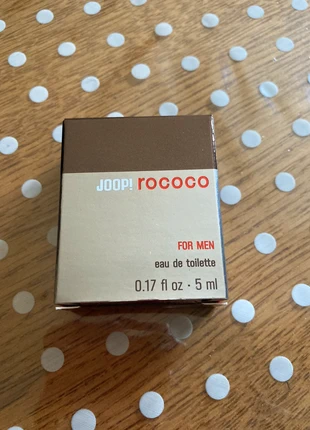 JOOP! rococo
FOR MEN
eau de toilette
0.17 fl oz · 5 ml